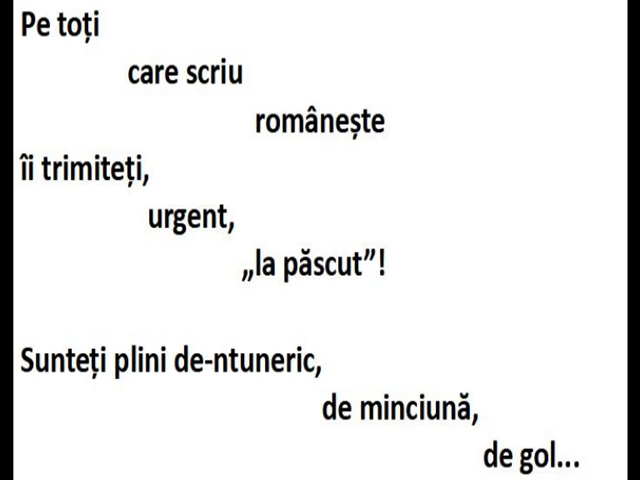 Pe toți
care scriu
românește
îi trimiteți,
urgent,
„la păscut”!
Sunteți plini de-ntuneric,
de minciună,
de gol...